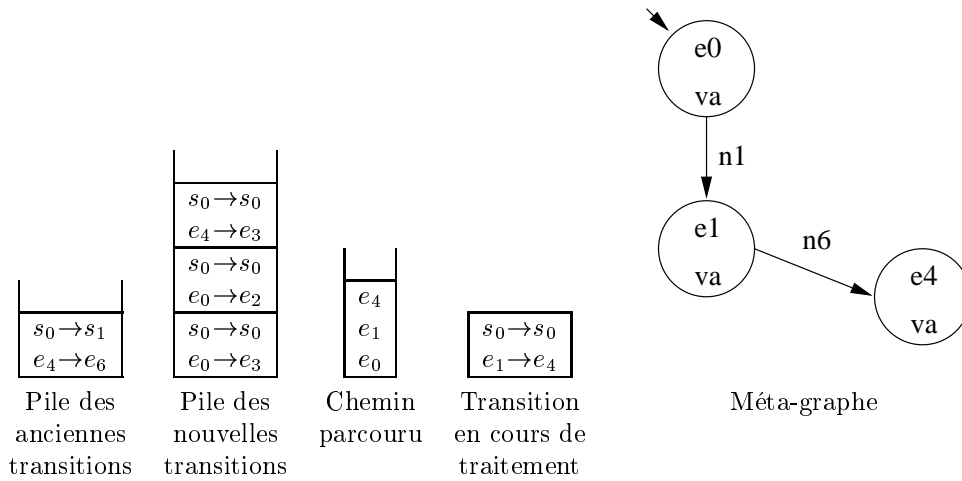 s₀→s₁
e₄→e₆
Pile des
anciennes
transitions
s₀→s₀
e₄→e₃
s₀→s₀
e₀→e₂
s₀→s₀
e₀→e₃
Pile des
nouvelles
transitions
e₄
e₁
e₀
Chemin
parcouru
s₀→s₀
e₁→e₄
Transition
en cours de
traitement
e0
va
n1
e1
va
n6
e4
va
Méta-graphe